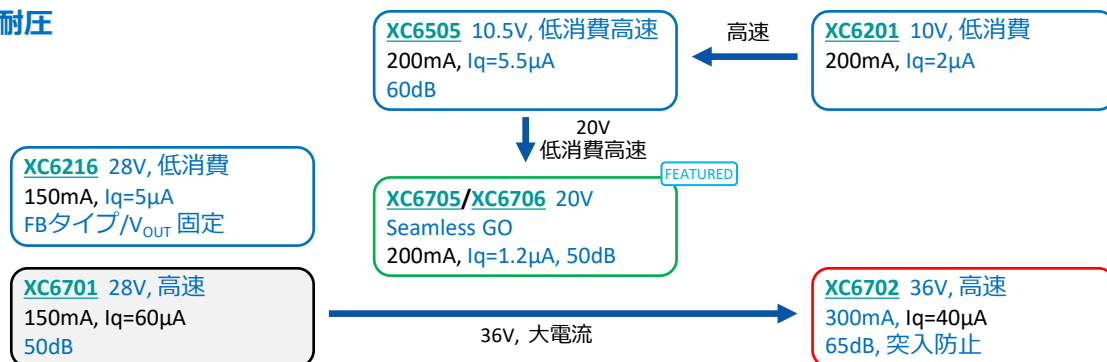 耐圧
XC6505 10.5V, 低消費高速
200mA, Iq=5.5µA
60dB
高速
XC6201 10V, 低消費
200mA, Iq=2µA
20V
低消費高速
XC6216 28V, 低消費
150mA, Iq=5µA
FBタイプ/VOUT 固定
FEATURED
XC6705/XC6706 20V
Seamless GO
200mA, Iq=1.2µA, 50dB
XC6701 28V, 高速
150mA, Iq=60µA
50dB
36V, 大電流
XC6702 36V, 高速
300mA, Iq=40µA
65dB, 突入防止